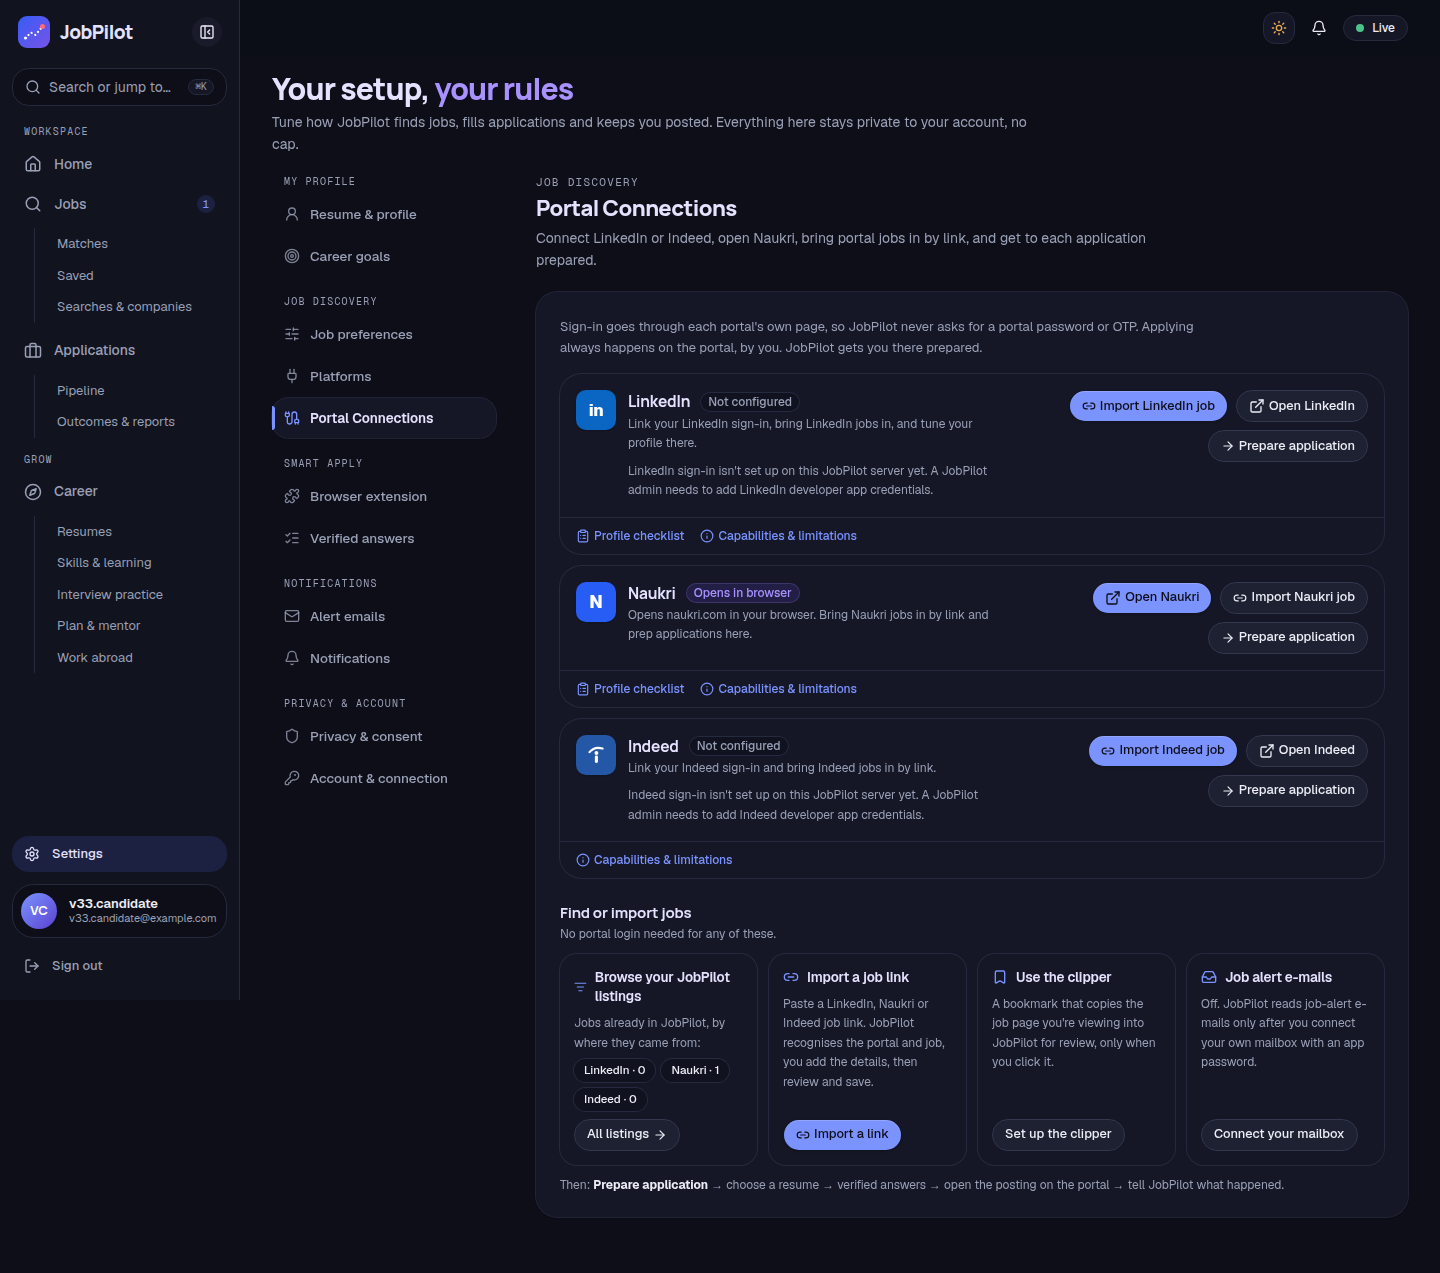 JobPilot
Search or jump to...
⌘K
WORKSPACE
Home
Jobs
1
Matches
Saved
Searches & companies
Applications
Pipeline
Outcomes & reports
GROW
Career
Resumes
Skills & learning
Interview practice
Plan & mentor
Work abroad
Settings
VC
v33.candidate
v33.candidate@example.com
Sign out
Live
Your setup, your rules
Tune how JobPilot finds jobs, fills applications and keeps you posted. Everything here stays private to your account, no
cap.
MY PROFILE
Resume & profile
Career goals
JOB DISCOVERY
Job preferences
Platforms
Portal Connections
SMART APPLY
Browser extension
Verified answers
NOTIFICATIONS
Alert emails
Notifications
PRIVACY & ACCOUNT
Privacy & consent
Account & connection
JOB DISCOVERY
Portal Connections
Connect LinkedIn or Indeed, open Naukri, bring portal jobs in by link, and get to each application
prepared.
Sign-in goes through each portal's own page, so JobPilot never asks for a portal password or OTP. Applying
always happens on the portal, by you. JobPilot gets you there prepared.
in
LinkedIn
Not configured
Link your LinkedIn sign-in, bring LinkedIn jobs in, and tune your
profile there.
LinkedIn sign-in isn't set up on this JobPilot server yet. A JobPilot
admin needs to add LinkedIn developer app credentials.
Import LinkedIn job
Open LinkedIn
Prepare application
Profile checklist
Capabilities & limitations
N
Naukri
Opens in browser
Opens naukri.com in your browser. Bring Naukri jobs in by link and
prep applications here.
Open Naukri
Import Naukri job
Prepare application
Profile checklist
Capabilities & limitations
Indeed
Not configured
Link your Indeed sign-in and bring Indeed jobs in by link.
Indeed sign-in isn't set up on this JobPilot server yet. A JobPilot
admin needs to add Indeed developer app credentials.
Import Indeed job
Open Indeed
Prepare application
Capabilities & limitations
Find or import jobs
No portal login needed for any of these.
Browse your JobPilot
listings
Jobs already in JobPilot, by
where they came from:
LinkedIn · 0
Naukri · 1
Indeed · 0
All listings →
Import a job link
Paste a LinkedIn, Naukri or
Indeed job link. JobPilot
recognises the portal and job,
you add the details, then
review and save.
Import a link
Use the clipper
A bookmark that copies the
job page you're viewing into
JobPilot for review, only when
you click it.
Set up the clipper
Job alert e-mails
Off. JobPilot reads job-alert e-
mails only after you connect
your own mailbox with an app
password.
Connect your mailbox
Then: Prepare application → choose a resume → verified answers → open the posting on the portal → tell JobPilot what happened.